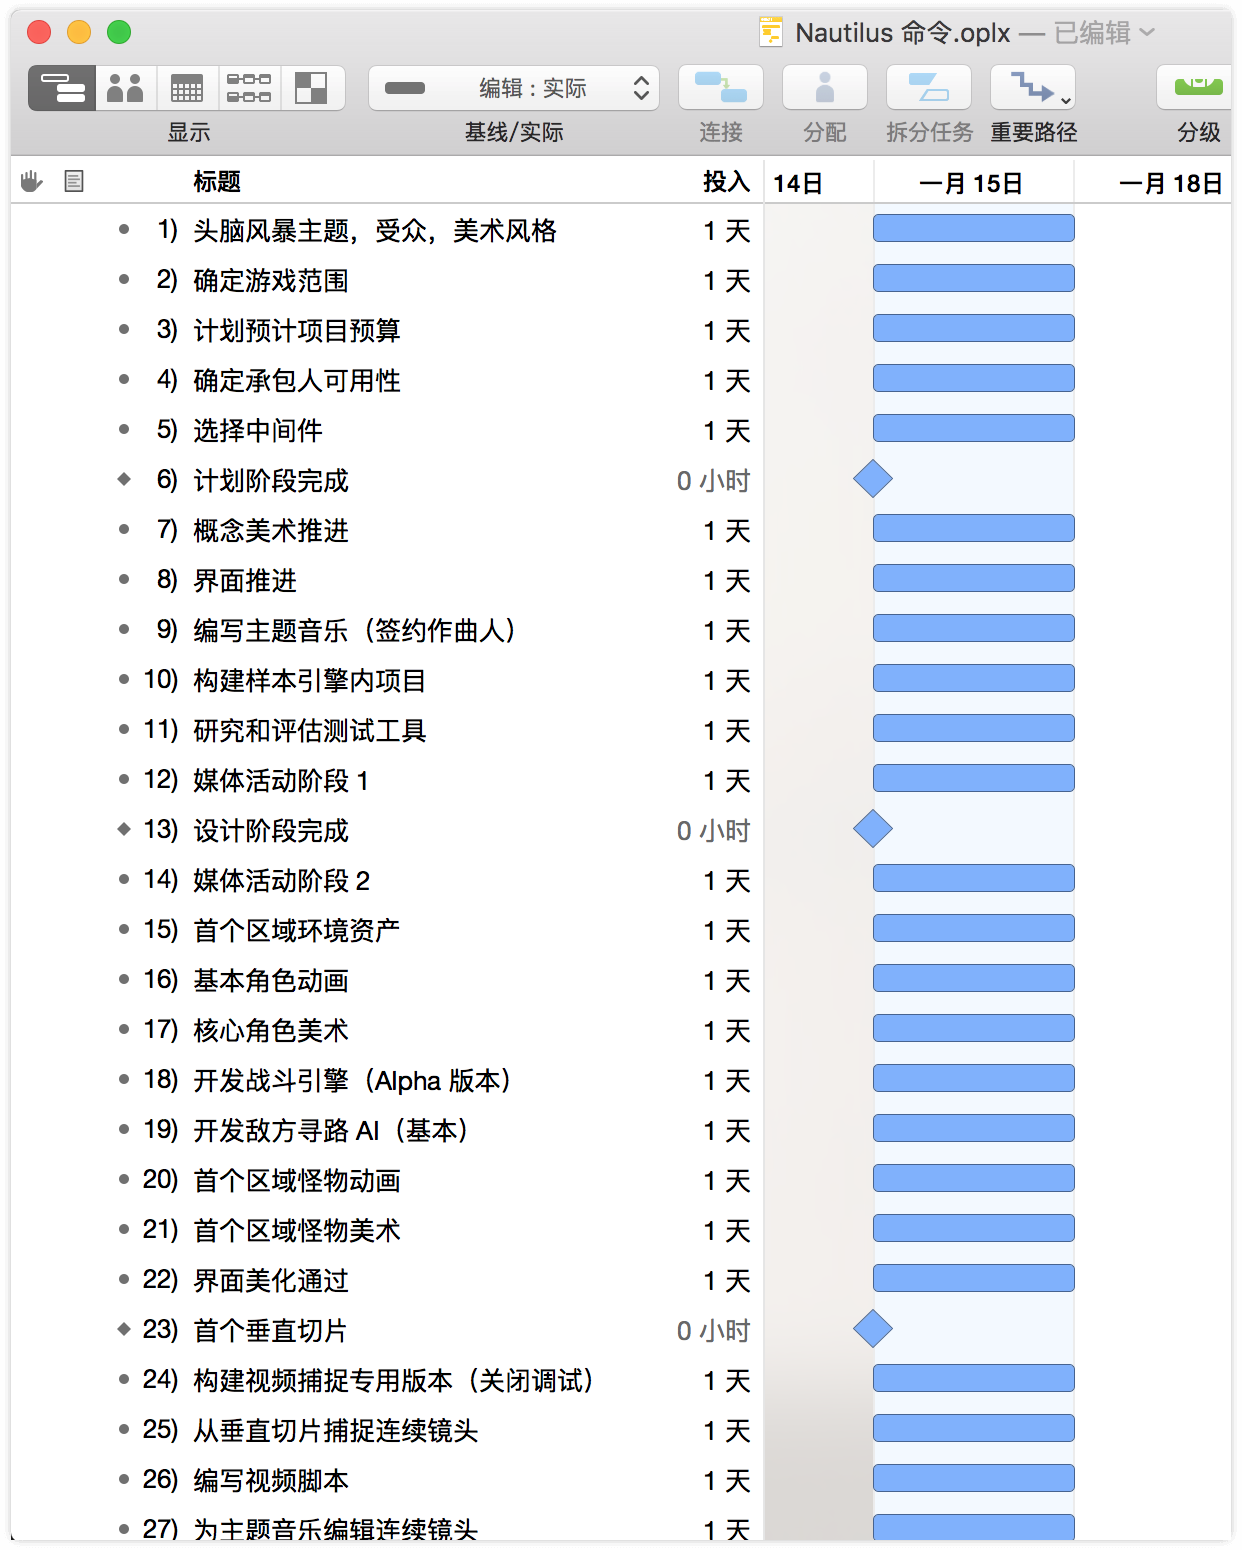 Nautilus 命令.oplx — 已编辑
编辑：实际
显示 基线/实际 连接 分配 拆分任务 重要路径 分级
标题 投入 14日 一月 15日 一月 18日
1) 头脑风暴主题，受众，美术风格 1 天
2) 确定游戏范围 1 天
3) 计划预计项目预算 1 天
4) 确定承包人可用性 1 天
5) 选择中间件 1 天
6) 计划阶段完成 0 小时
7) 概念美术推进 1 天
8) 界面推进 1 天
9) 编写主题音乐（签约作曲人） 1 天
10) 构建样本引擎内项目 1 天
11) 研究和评估测试工具 1 天
12) 媒体活动阶段 1 1 天
13) 设计阶段完成 0 小时
14) 媒体活动阶段 2 1 天
15) 首个区域环境资产 1 天
16) 基本角色动画 1 天
17) 核心角色美术 1 天
18) 开发战斗引擎（Alpha 版本） 1 天
19) 开发敌方寻路 AI（基本） 1 天
20) 首个区域怪物动画 1 天
21) 首个区域怪物美术 1 天
22) 界面美化通过 1 天
23) 首个垂直切片 0 小时
24) 构建视频捕捉专用版本（关闭调试） 1 天
25) 从垂直切片捕捉连续镜头 1 天
26) 编写视频脚本 1 天
27) 为主题音乐编辑连续镜头 1 天